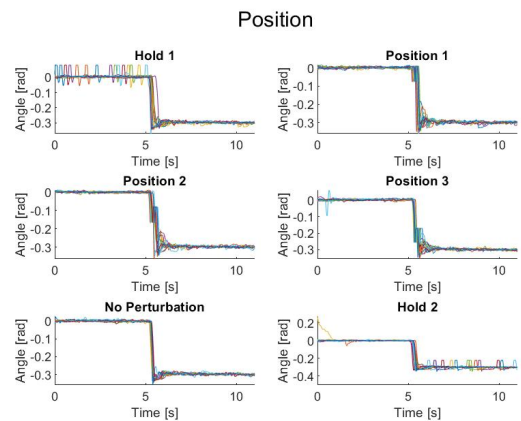 Position
Hold 1
Angle [rad]
0
-0.1
-0.2
-0.3
0
5
10
Time [s]
Position 1
Angle [rad]
0
-0.1
-0.2
-0.3
0
5
10
Time [s]
Position 2
Angle [rad]
0
-0.1
-0.2
-0.3
0
5
10
Time [s]
Position 3
Angle [rad]
0
-0.1
-0.2
-0.3
0
5
10
Time [s]
No Perturbation
Angle [rad]
0
-0.1
-0.2
-0.3
0
5
10
Time [s]
Hold 2
Angle [rad]
0.2
0
-0.2
-0.4
0
5
10
Time [s]